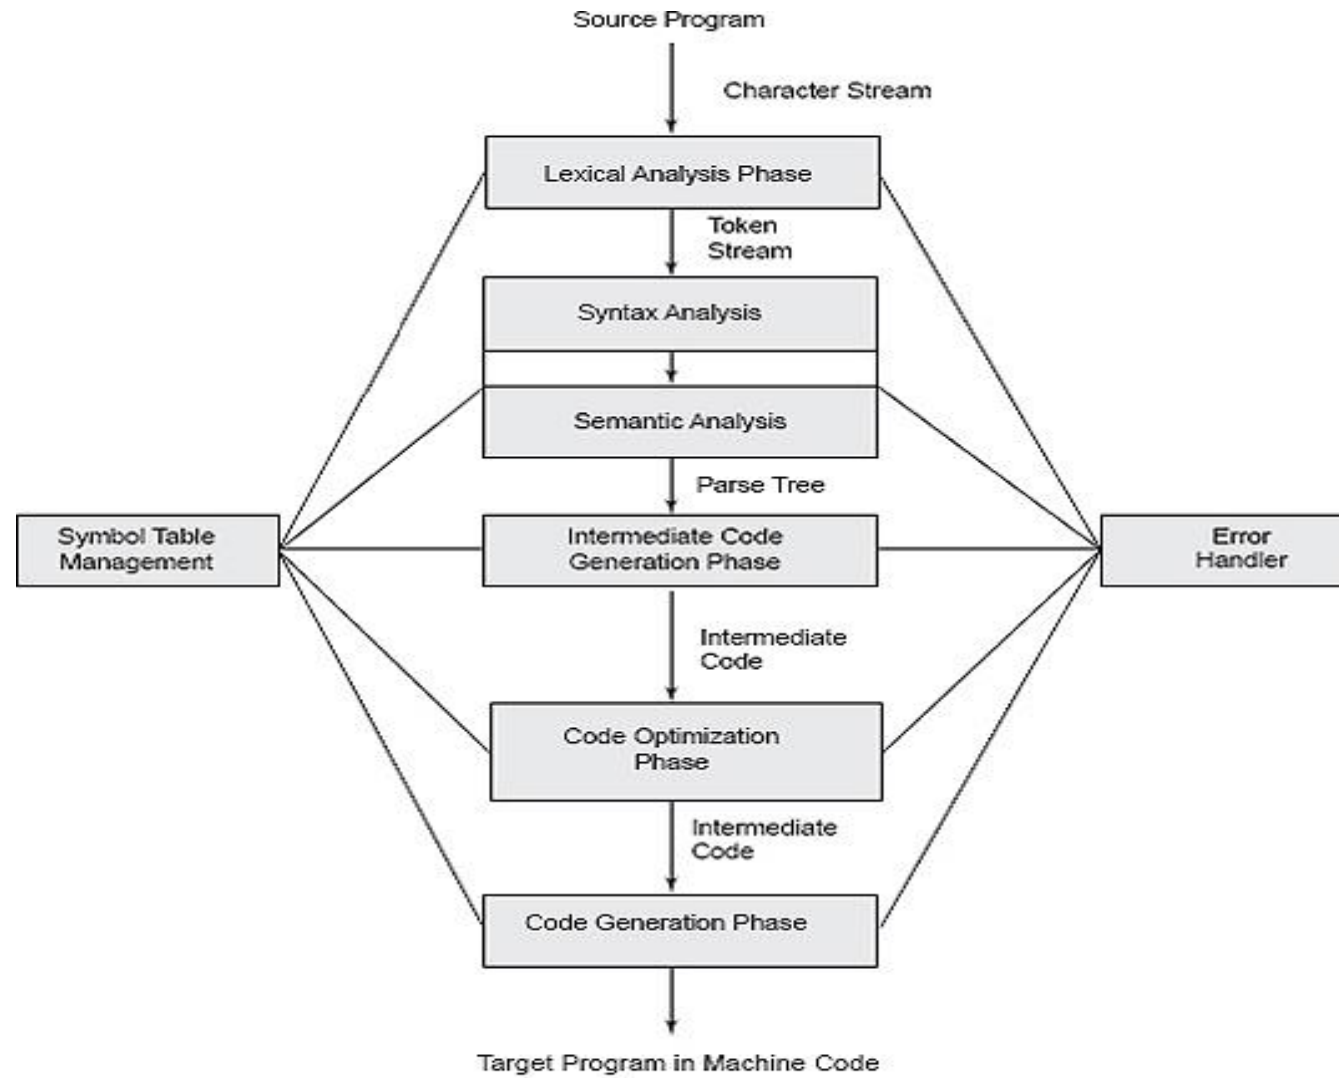 Source Program
Character Stream
Lexical Analysis Phase
Token
Stream
Syntax Analysis
Semantic Analysis
Parse Tree
Symbol Table
Management
Intermediate Code
Generation Phase
Error
Handler
Intermediate
Code
Code Optimization
Phase
Intermediate
Code
Code Generation Phase
Target Program in Machine Code